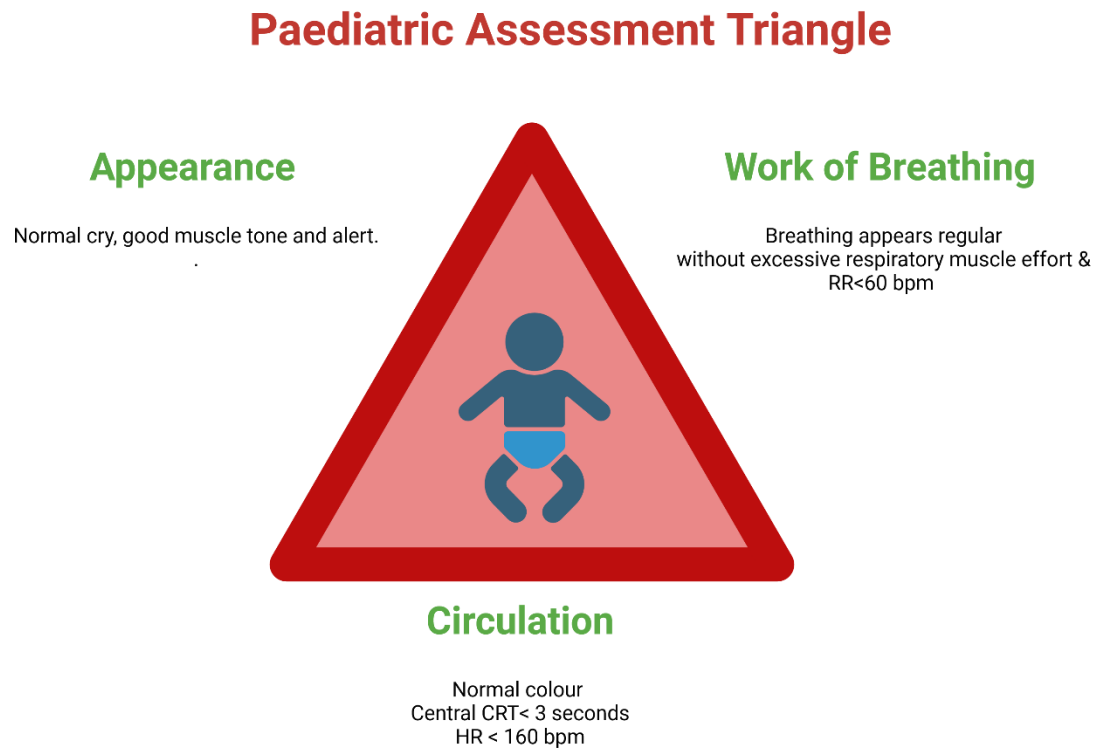 Paediatric Assessment Triangle
Appearance
Normal cry, good muscle tone and alert.
.
Work of Breathing
Breathing appears regular
without excessive respiratory muscle effort &
RR<60 bpm
Circulation
Normal colour
Central CRT< 3 seconds
HR < 160 bpm